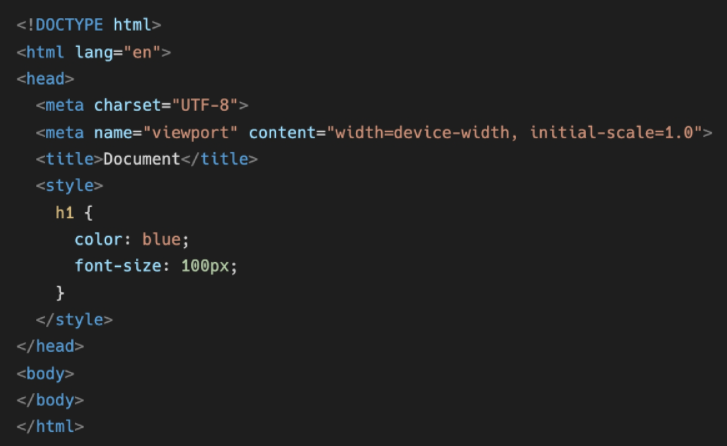 <!DOCTYPE html>
<html lang="en">
<head>
  <meta charset="UTF-8">
  <meta name="viewport" content="width=device-width, initial-scale=1.0">
  <title>Document</title>
  <style>
    h1 {
      color: blue;
      font-size: 100px;
    }
  </style>
</head>
<body>
</body>
</html>